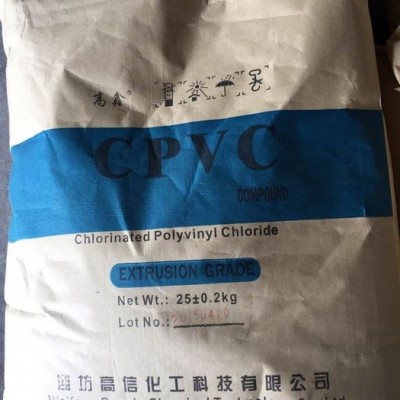 高鑫
CPVC
COMPOUND
Chlorinated Polyvinyl Chloride
EXTRUSION GRADE
Net Wt.: 25±0.2kg
Lot No.:
潍坊高信化工科技有限公司